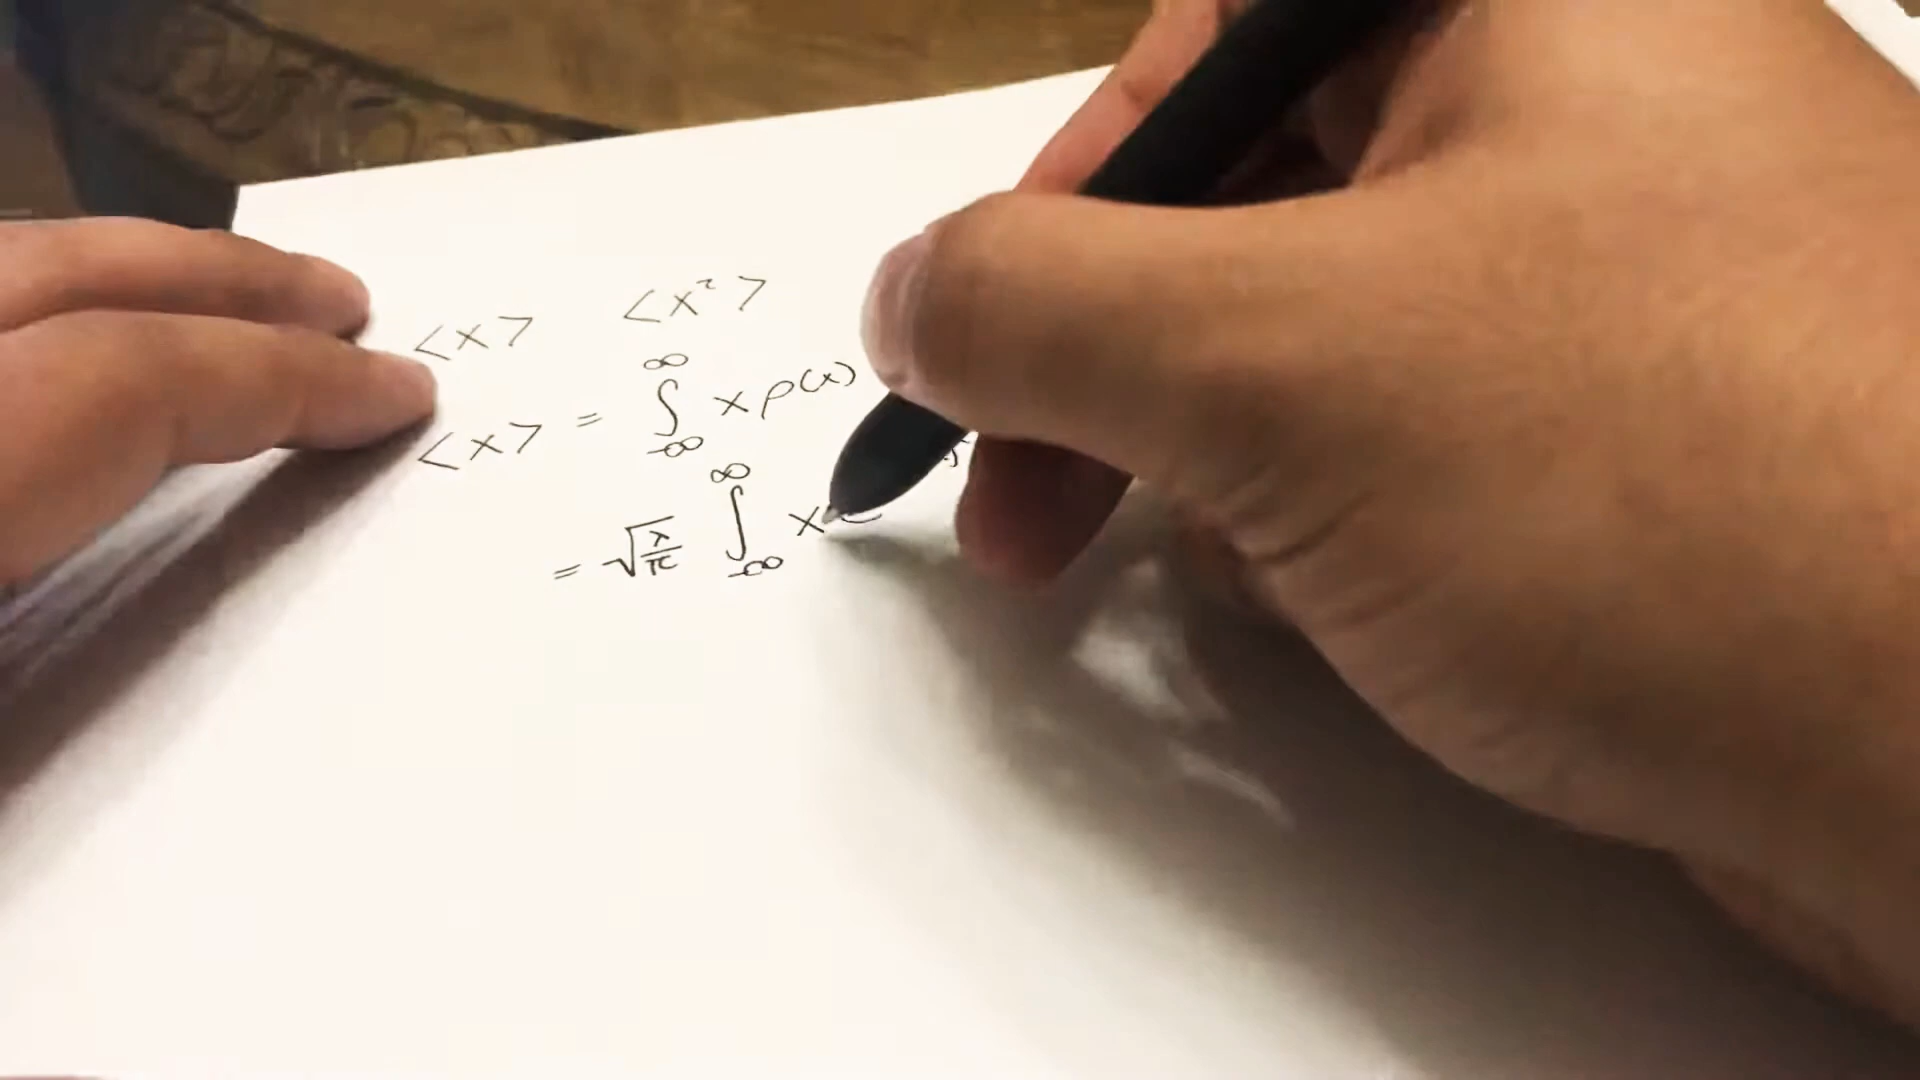 <x> <x²>
<x> = ∫_{-∞}^{∞} x ρ(x)
= √(λ/π) ∫_{-∞}^{∞} x e